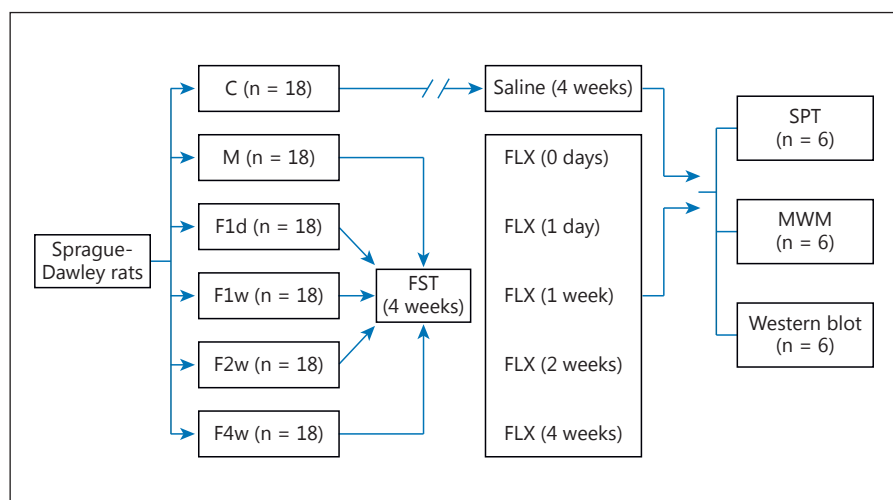 Sprague-
Dawley rats
C (n = 18)
M (n = 18)
F1d (n = 18)
F1w (n = 18)
F2w (n = 18)
F4w (n = 18)
FST
(4 weeks)
Saline (4 weeks)
FLX (0 days)
FLX (1 day)
FLX (1 week)
FLX (2 weeks)
FLX (4 weeks)
SPT
(n = 6)
MWM
(n = 6)
Western blot
(n = 6)